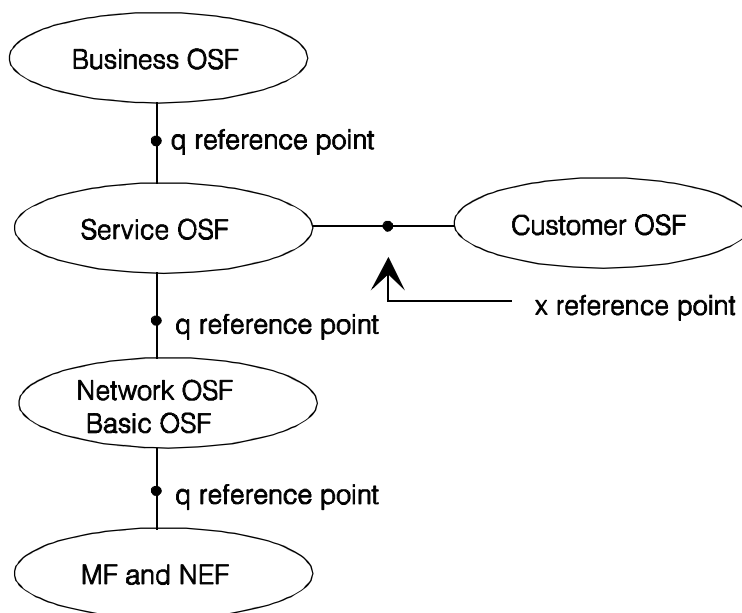 Business OSF
q reference point
Service OSF
Customer OSF
x reference point
q reference point
Network OSF
Basic OSF
q reference point
MF and NEF